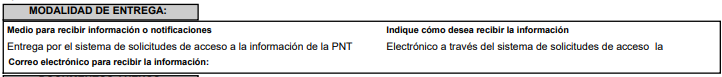 MODALIDAD DE ENTREGA:
Medio para recibir información o notificaciones Indique cómo desea recibir la información
Entrega por el sistema de solicitudes de acceso a la información de la PNT Electrónico a través del sistema de solicitudes de acceso la
Correo electrónico para recibir la información: